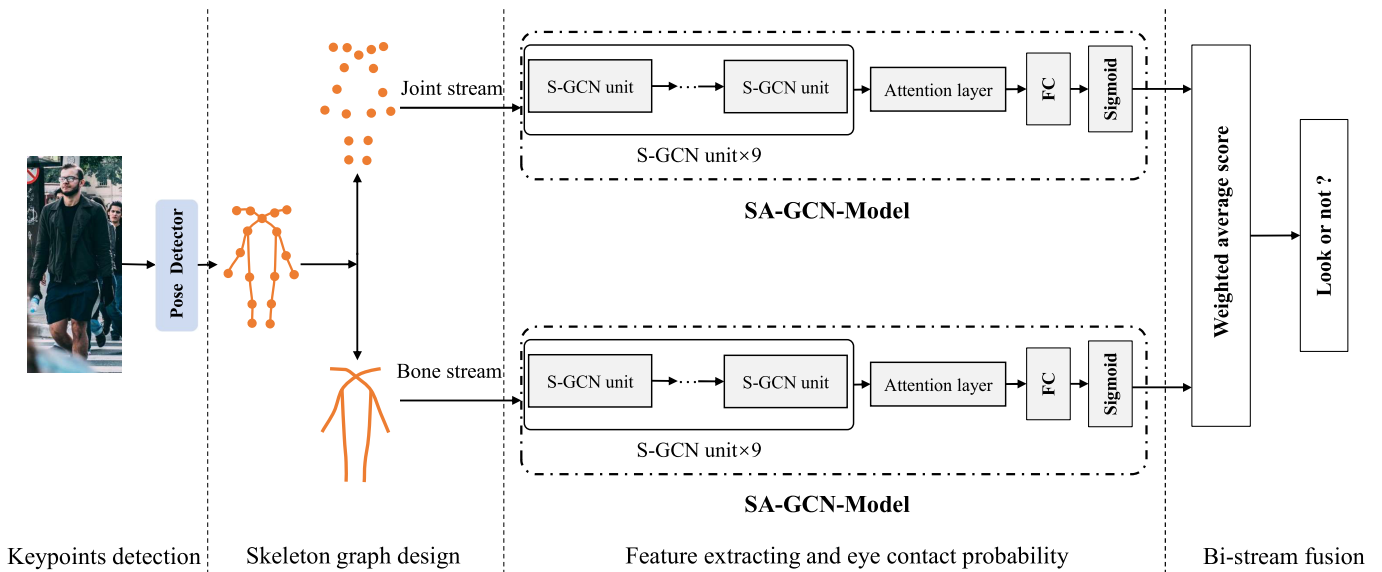 Joint stream
S-GCN unit
...
S-GCN unit
Attention layer
FC
Sigmoid
S-GCN unit×9
SA-GCN-Model
Pose Detector
Bone stream
S-GCN unit
...
S-GCN unit
Attention layer
FC
Sigmoid
S-GCN unit×9
SA-GCN-Model
Weighted average score
Look or not ?
Keypoints detection
Skeleton graph design
Feature extracting and eye contact probability
Bi-stream fusion